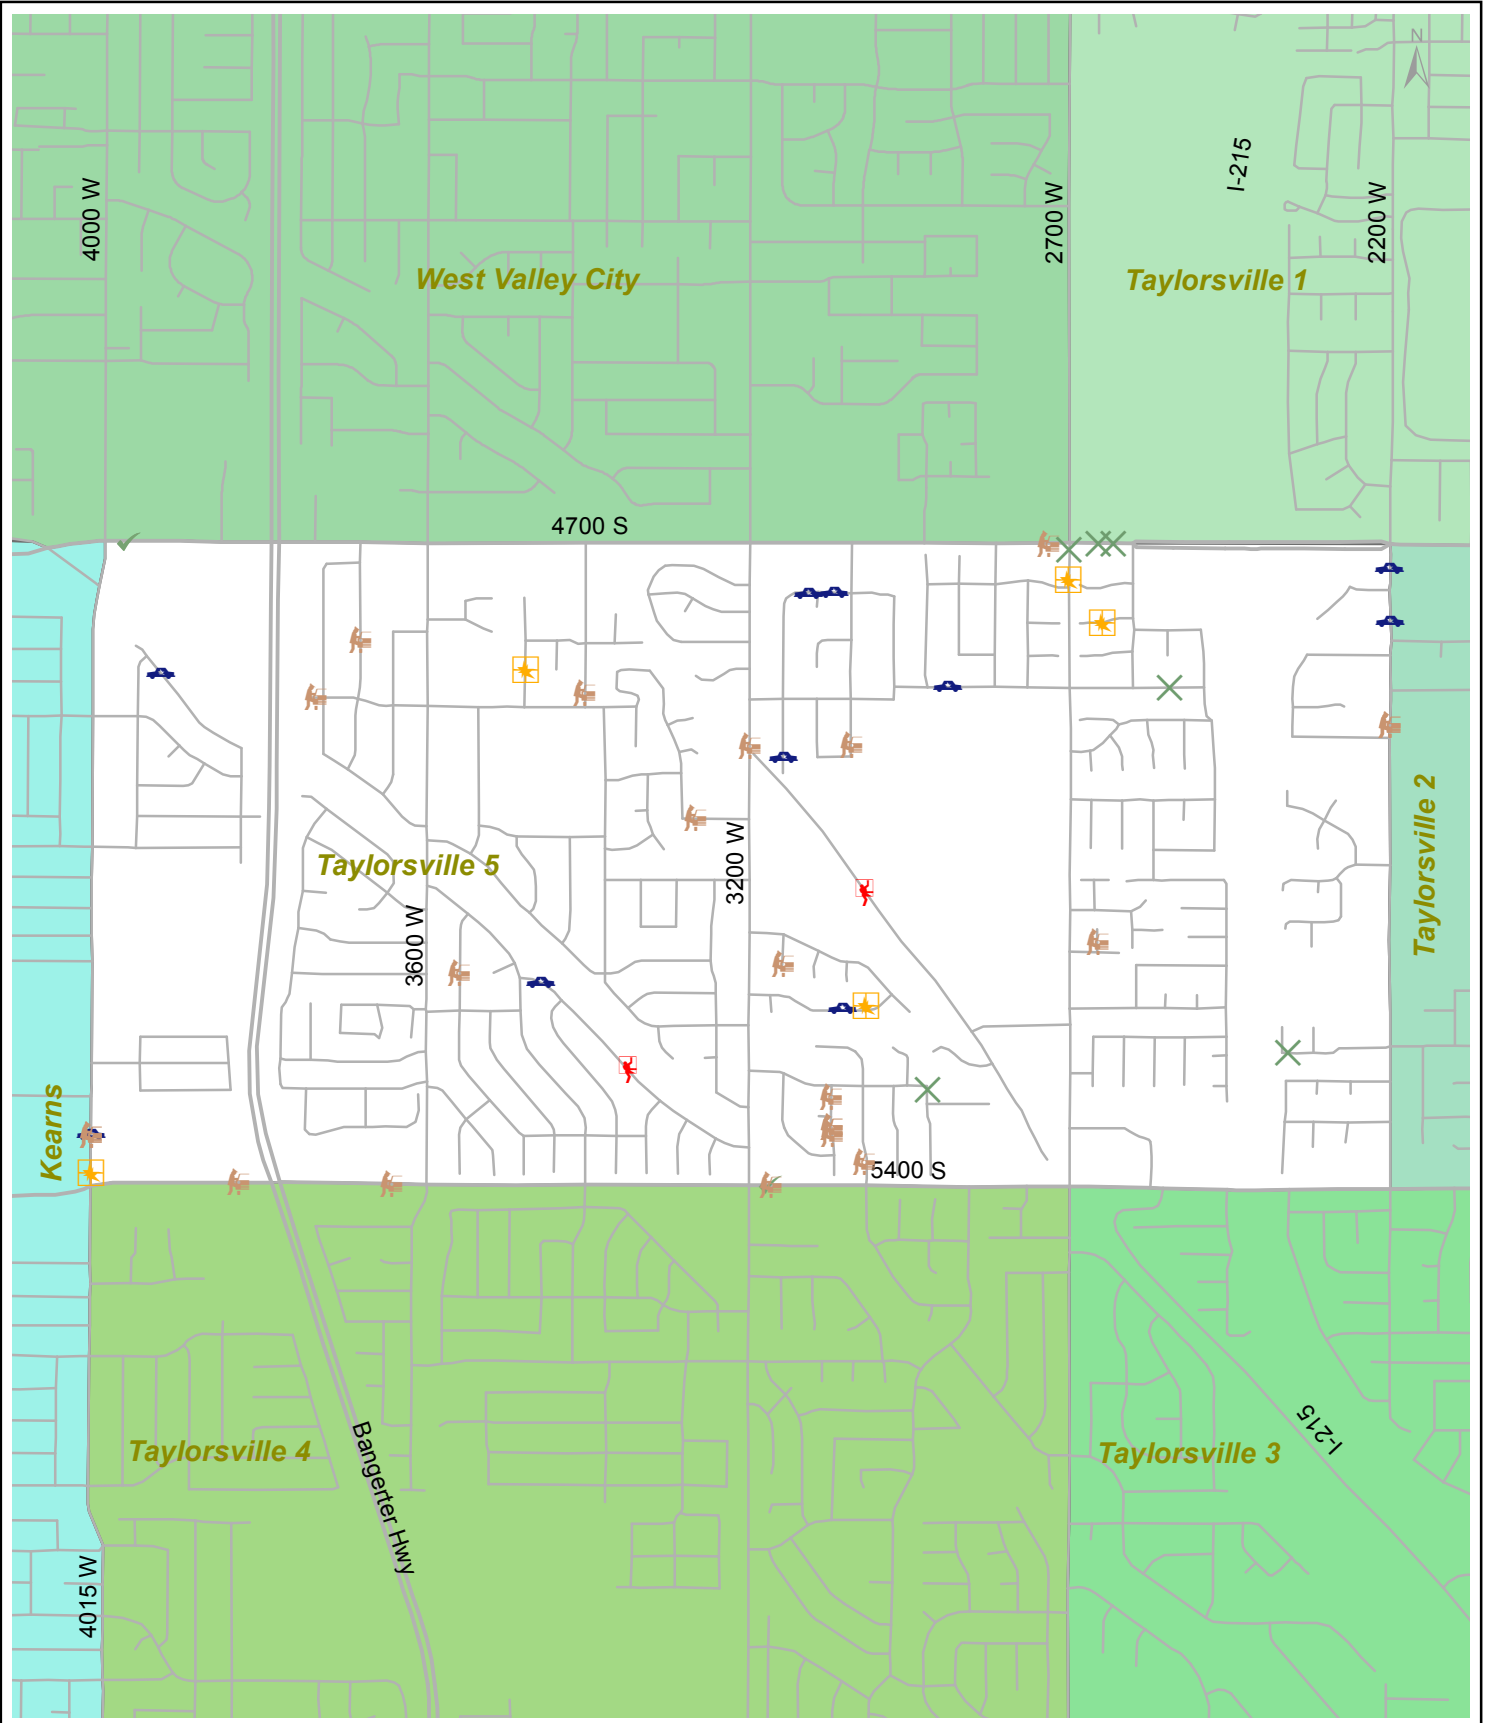 N
I-215
4000 W
2700 W
2200 W
West Valley City
Taylorsville 1
4700 S
Taylorsville 2
3200 W
Taylorsville 5
3600 W
Kearns
5400 S
I-215
Bangerter Hwy
Taylorsville 4
Taylorsville 3
4015 W